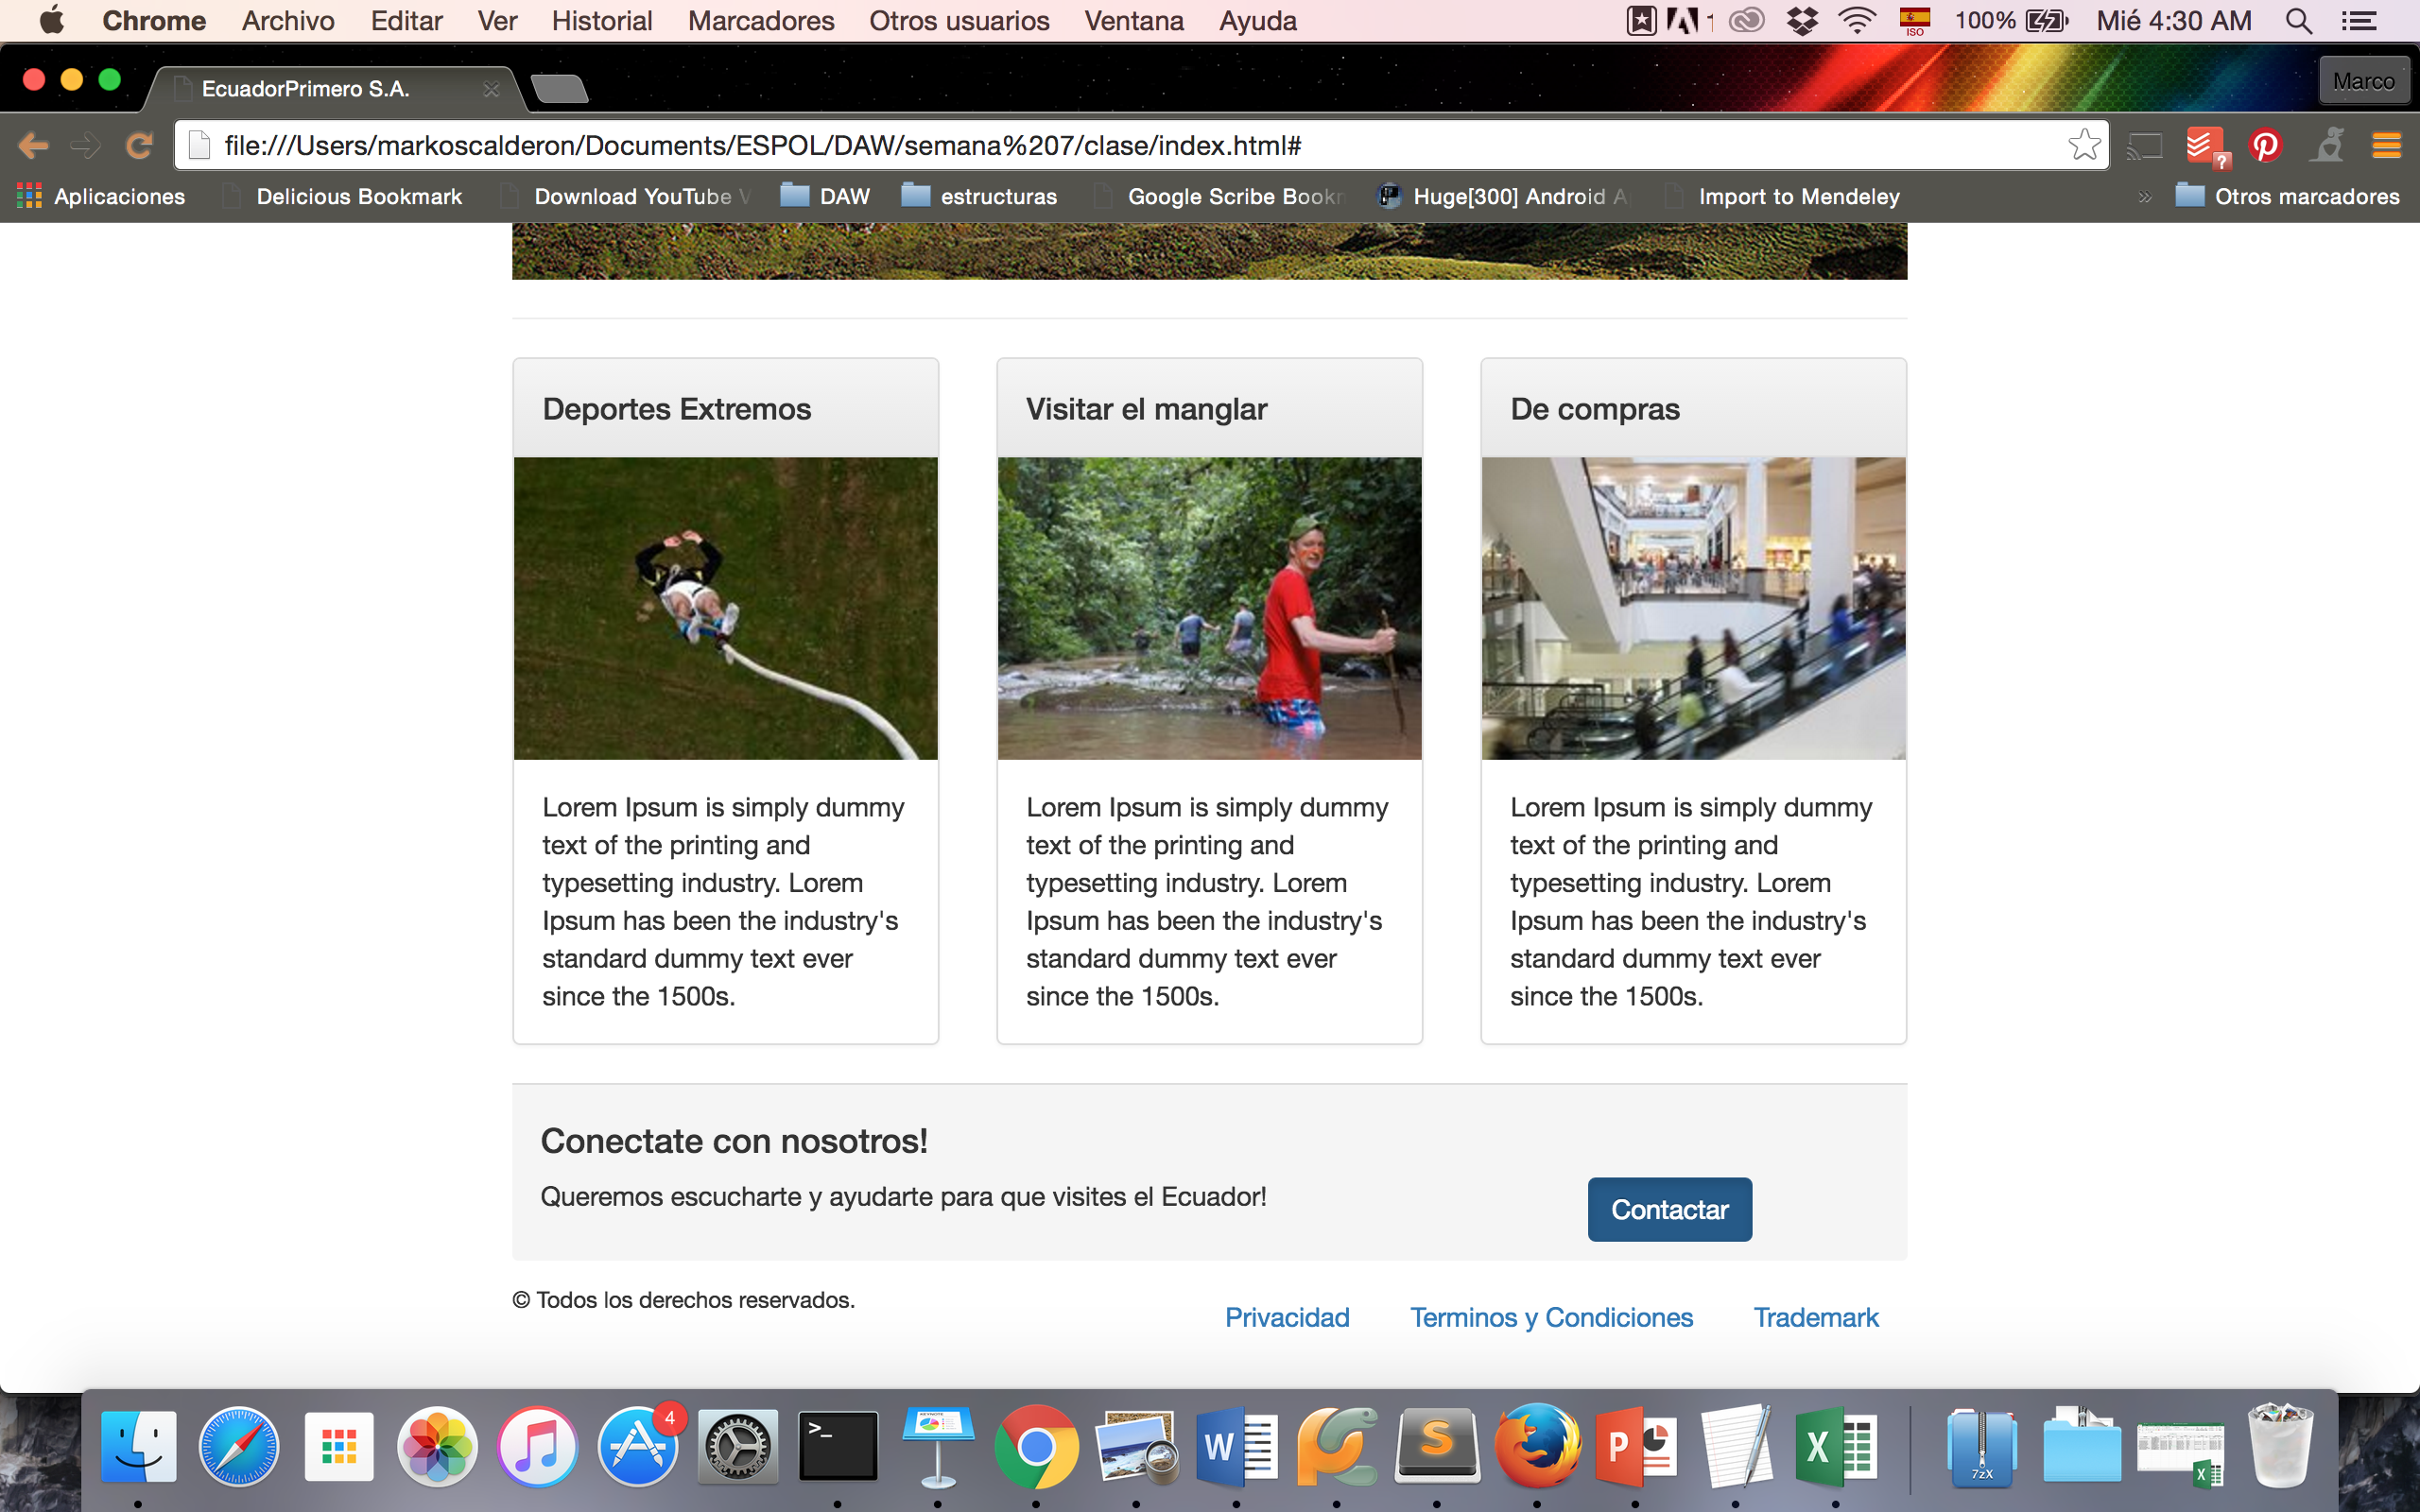 Chrome Archivo Editar Ver Historial Marcadores Otros usuarios Ventana Ayuda ISO 100% Mié 4:30 AM
EcuadorPrimero S.A. Marco
file:///Users/markoscalderon/Documents/ESPOL/DAW/semana%207/clase/index.html#
Aplicaciones Delicious Bookmark Download YouTube V DAW estructuras Google Scribe Bookn Huge[300] Android A Import to Mendeley » Otros marcadores
Deportes Extremos
Lorem Ipsum is simply dummy
text of the printing and
typesetting industry. Lorem
Ipsum has been the industry's
standard dummy text ever
since the 1500s.
Visitar el manglar
Lorem Ipsum is simply dummy
text of the printing and
typesetting industry. Lorem
Ipsum has been the industry's
standard dummy text ever
since the 1500s.
De compras
Lorem Ipsum is simply dummy
text of the printing and
typesetting industry. Lorem
Ipsum has been the industry's
standard dummy text ever
since the 1500s.
Conectate con nosotros!
Queremos escucharte y ayudarte para que visites el Ecuador!
Contactar
© Todos los derechos reservados.
Privacidad Terminos y Condiciones Trademark
4
KEYNOTE
>_
W
S
P
X
7zX
X